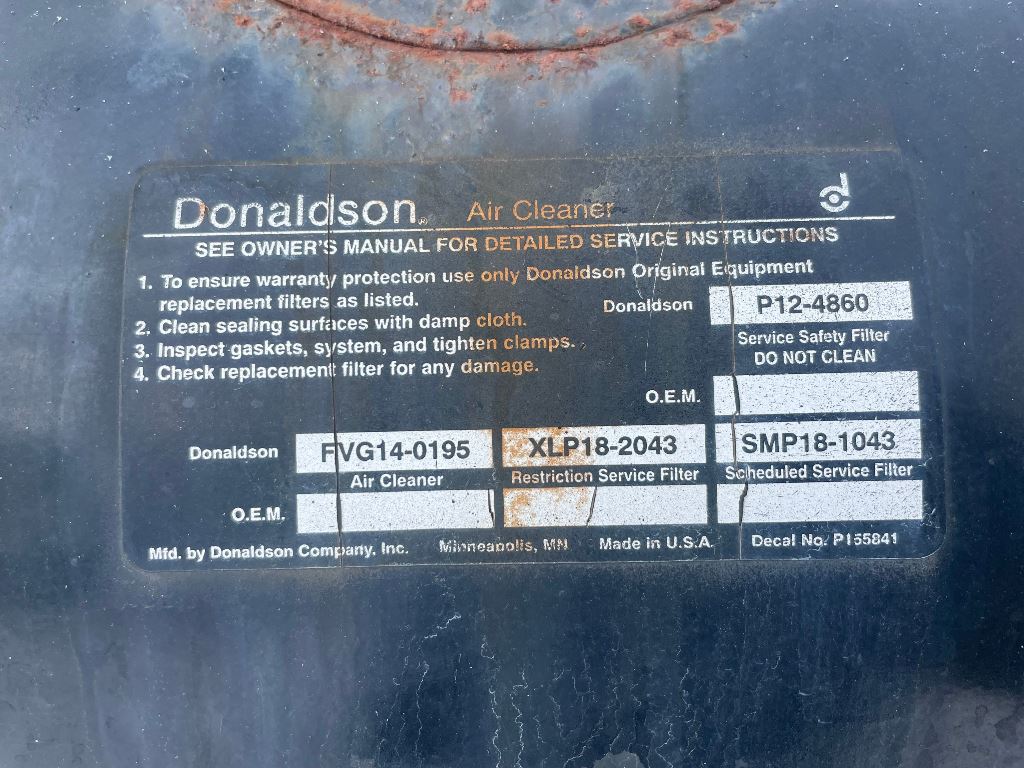 Donaldson® Air Cleaner
SEE OWNER'S MANUAL FOR DETAILED SERVICE INSTRUCTIONS
1. To ensure warranty protection use only Donaldson Original Equipment
replacement filters as listed.
2. Clean sealing surfaces with damp cloth.
3. Inspect gaskets, system, and tighten clamps.
4. Check replacement filter for any damage.
Donaldson P12-4860
Service Safety Filter
DO NOT CLEAN
O.E.M.
Donaldson FVG14-0195 XLP18-2043 SMP18-1043
Air Cleaner Restriction Service Filter Scheduled Service Filter
O.E.M.
Mfd. by Donaldson Company, Inc. Minneapolis, MN Made in U.S.A. Decal No. P155841